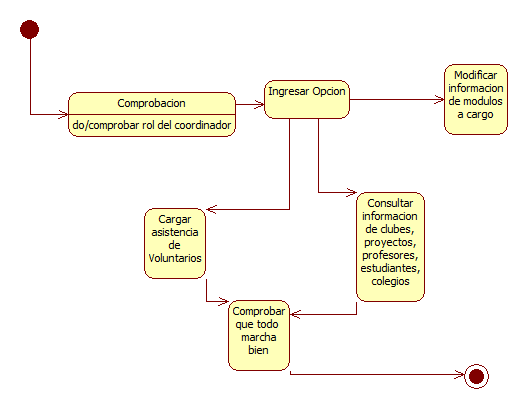 Comprobacion
do/comprobar rol del coordinador
Ingresar Opcion
Modificar
informacion
de modulos
a cargo
Cargar
asistencia
de
Voluntarios
Consultar
informacion
de clubes,
proyectos,
profesores,
estudiantes,
colegios
Comprobar
que todo
marcha
bien